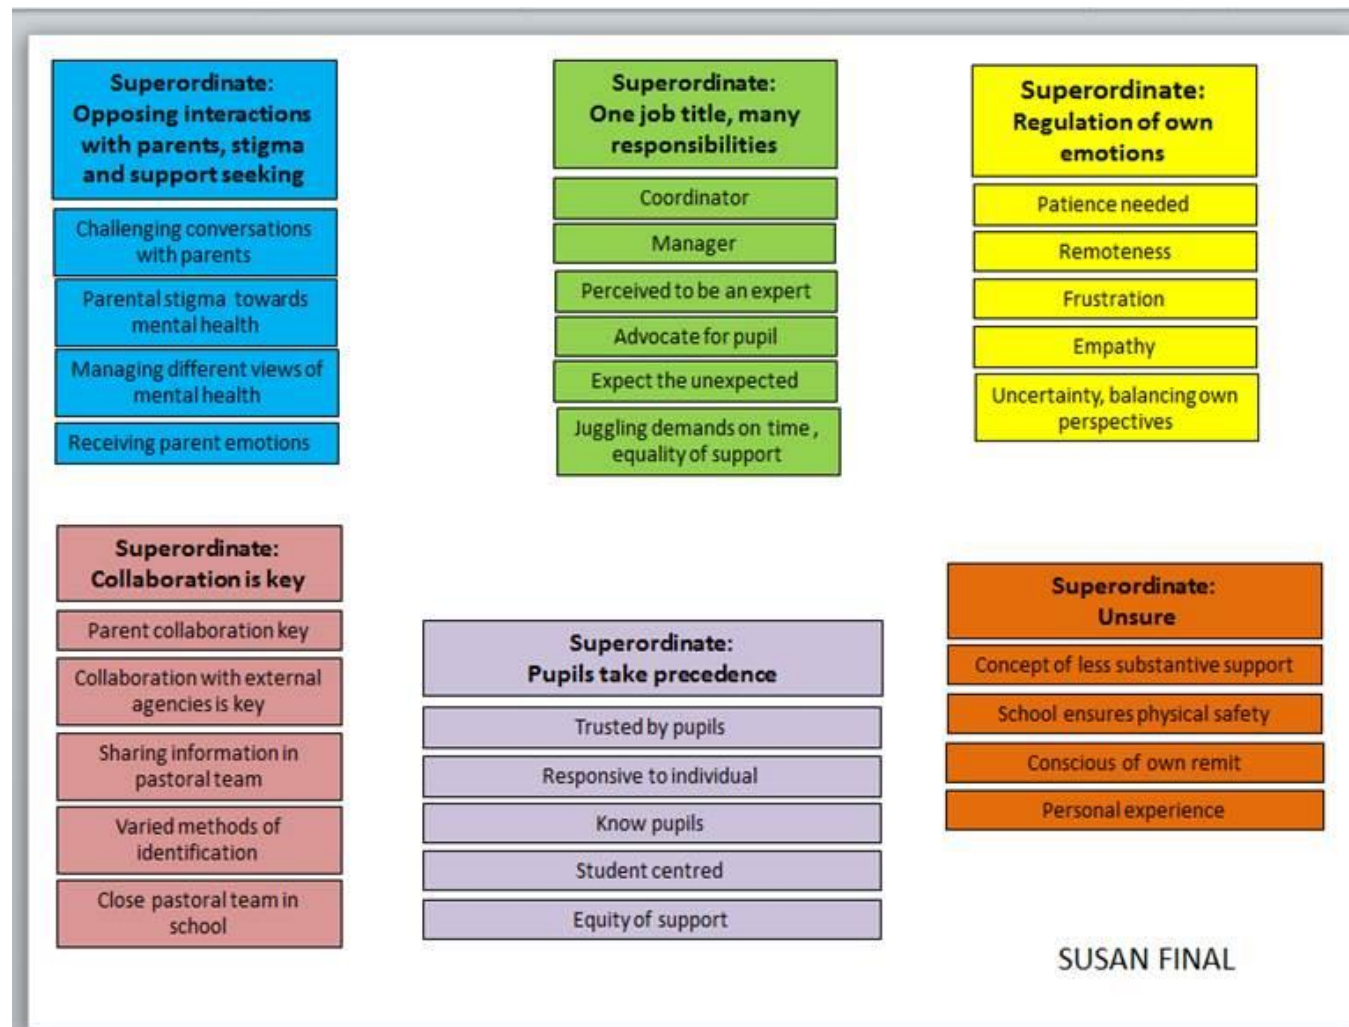 Superordinate:
Opposing interactions
with parents, stigma
and support seeking
Challenging conversations
with parents
Parental stigma towards
mental health
Managing different views of
mental health
Receiving parent emotions
Superordinate:
One job title, many
responsibilities
Coordinator
Manager
Perceived to be an expert
Advocate for pupil
Expect the unexpected
Juggling demands on time ,
equality of support
Superordinate:
Regulation of own
emotions
Patience needed
Remoteness
Frustration
Empathy
Uncertainty, balancing own
perspectives
Superordinate:
Collaboration is key
Parent collaboration key
Collaboration with external
agencies is key
Sharing information in
pastoral team
Varied methods of
identification
Close pastoral team in
school
Superordinate:
Pupils take precedence
Trusted by pupils
Responsive to individual
Know pupils
Student centred
Equity of support
Superordinate:
Unsure
Concept of less substantive support
School ensures physical safety
Conscious of own remit
Personal experience
SUSAN FINAL